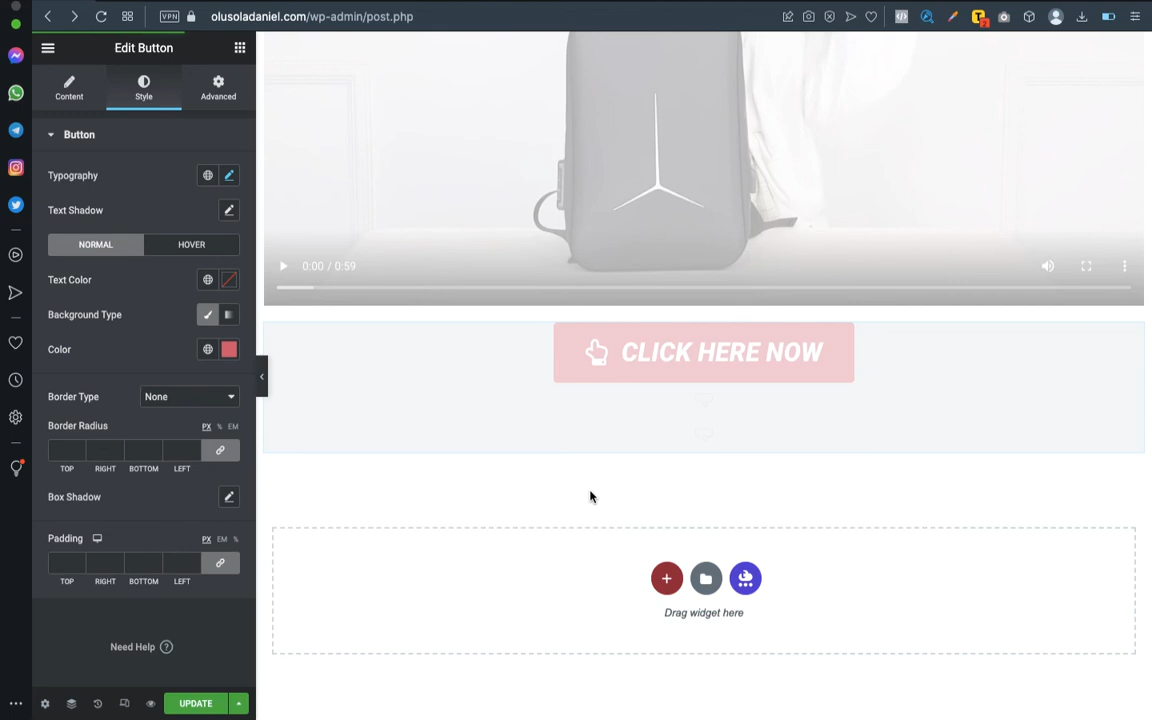 VPN olusoladaniel.com/wp-admin/post.php
T 2
Edit Button
Content Style Advanced
Button
Typography
Text Shadow
NORMAL HOVER
Text Color
Background Type
Color
Border Type None
Border Radius PX % EM
TOP RIGHT BOTTOM LEFT
Box Shadow
Padding PX EM %
TOP RIGHT BOTTOM LEFT
Need Help ?
UPDATE
0:00 / 0:59
CLICK HERE NOW
Drag widget here